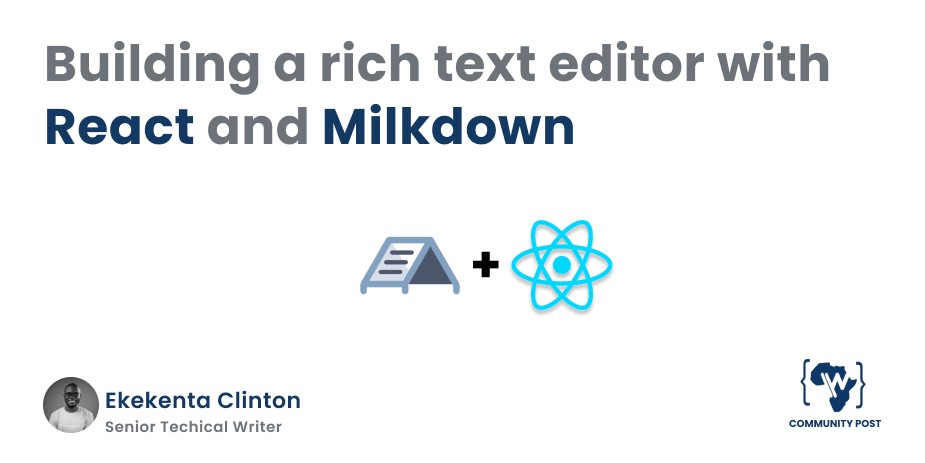 Building a rich text editor with
React and Milkdown
+
Ekekenta Clinton
Senior Techical Writer
{W}
COMMUNITY POST